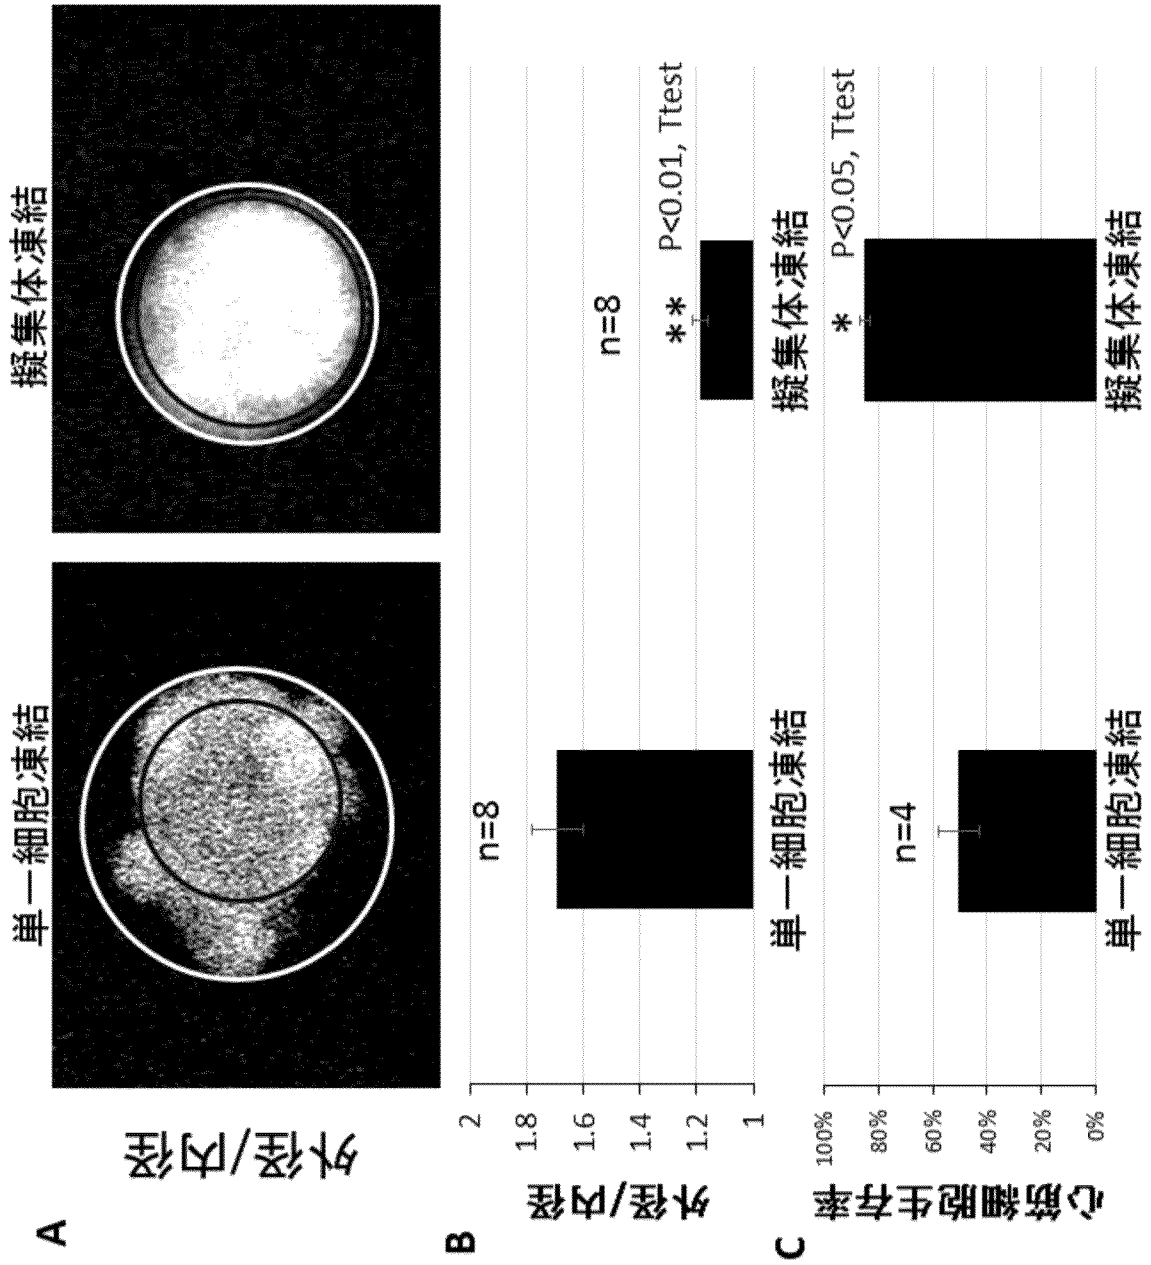 A
単一細胞凍結
擬集体凍結
外径/内径
B
外径/内径
2
1.8
1.6
1.4
1.2
1
n=8
n=8
**
P<0.01, Ttest
単一細胞凍結
擬集体凍結
C
心筋細胞生存率
100%
80%
60%
40%
20%
0%
n=4
*
P<0.05, Ttest
単一細胞凍結
擬集体凍結